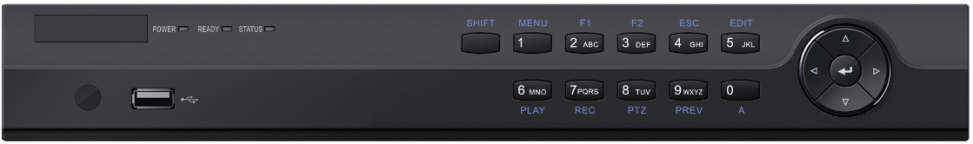 SHIFT MENU F1 F2 ESC EDIT
POWER READY STATUS
1 2 ABC 3 DEF 4 GHI 5 JKL
6 MNO 7PQRS 8 TUV 9WXYZ 0
PLAY REC PTZ PREV A